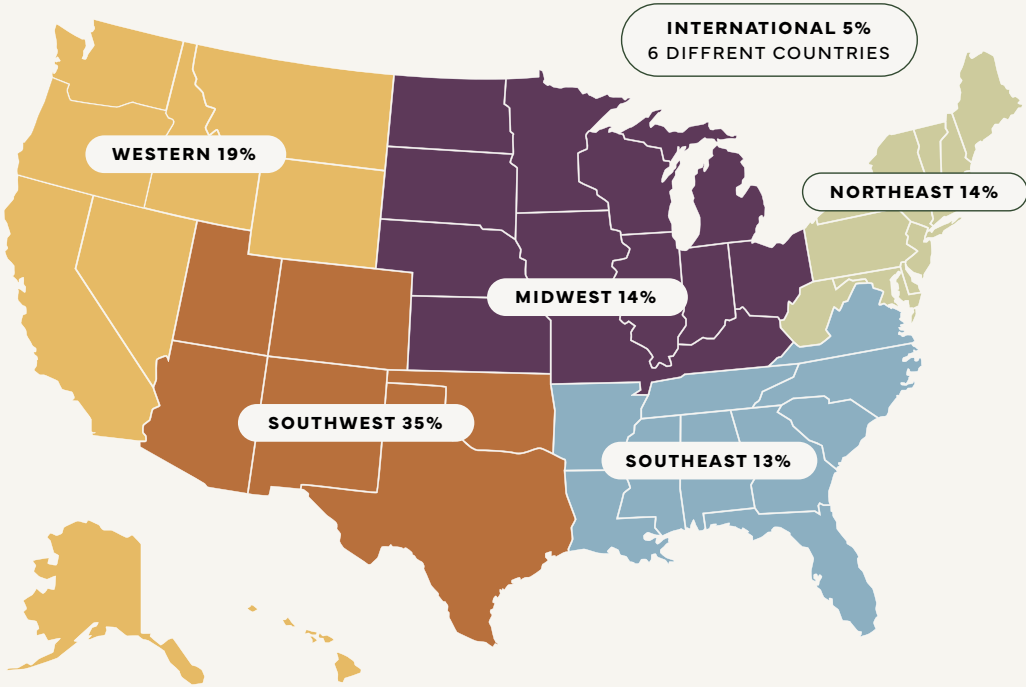 INTERNATIONAL 5%
6 DIFFRENT COUNTRIES
WESTERN 19%
NORTHEAST 14%
MIDWEST 14%
SOUTHWEST 35%
SOUTHEAST 13%